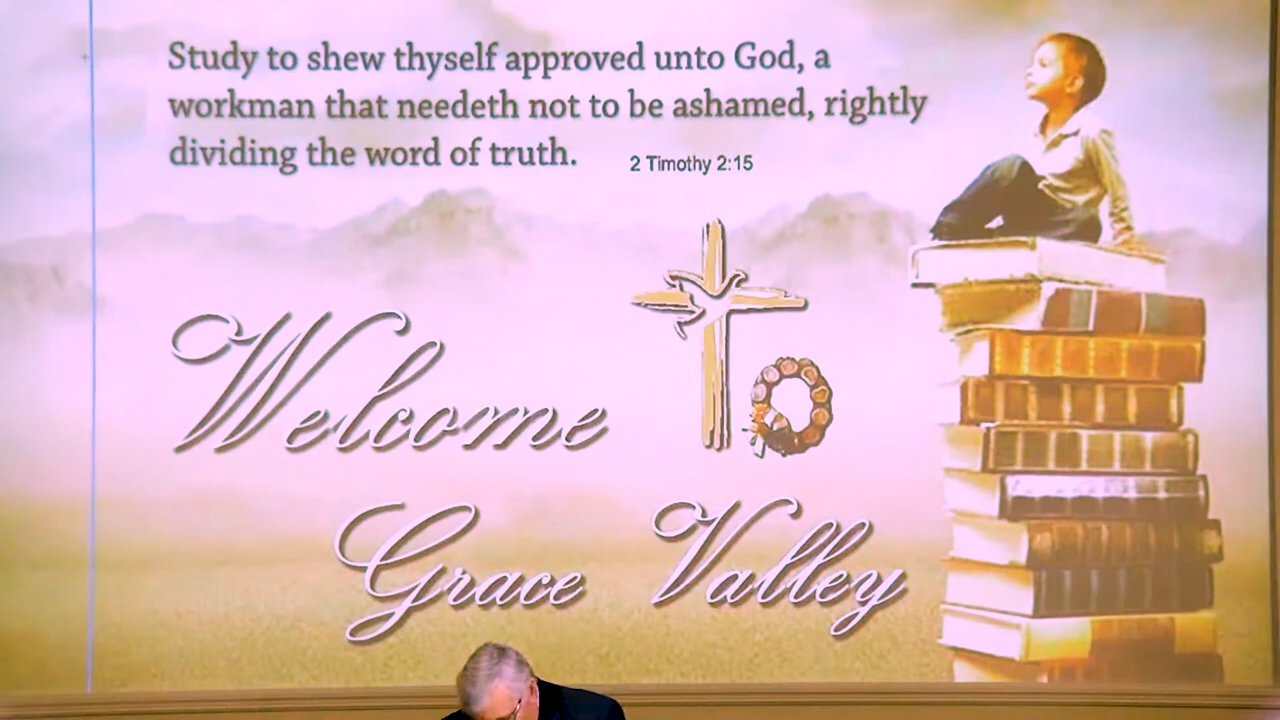 Study to shew thyself approved unto God, a
workman that needeth not to be ashamed, rightly
dividing the word of truth. 2 Timothy 2:15
Welcome To
Grace Valley